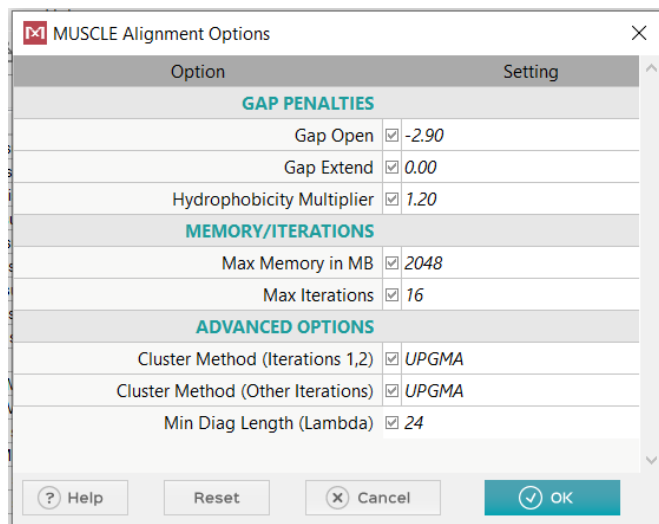 MUSCLE Alignment Options
Option Setting
GAP PENALTIES
Gap Open -2.90
Gap Extend 0.00
Hydrophobicity Multiplier 1.20
MEMORY/ITERATIONS
Max Memory in MB 2048
Max Iterations 16
ADVANCED OPTIONS
Cluster Method (Iterations 1,2) UPGMA
Cluster Method (Other Iterations) UPGMA
Min Diag Length (Lambda) 24
? Help Reset Cancel OK